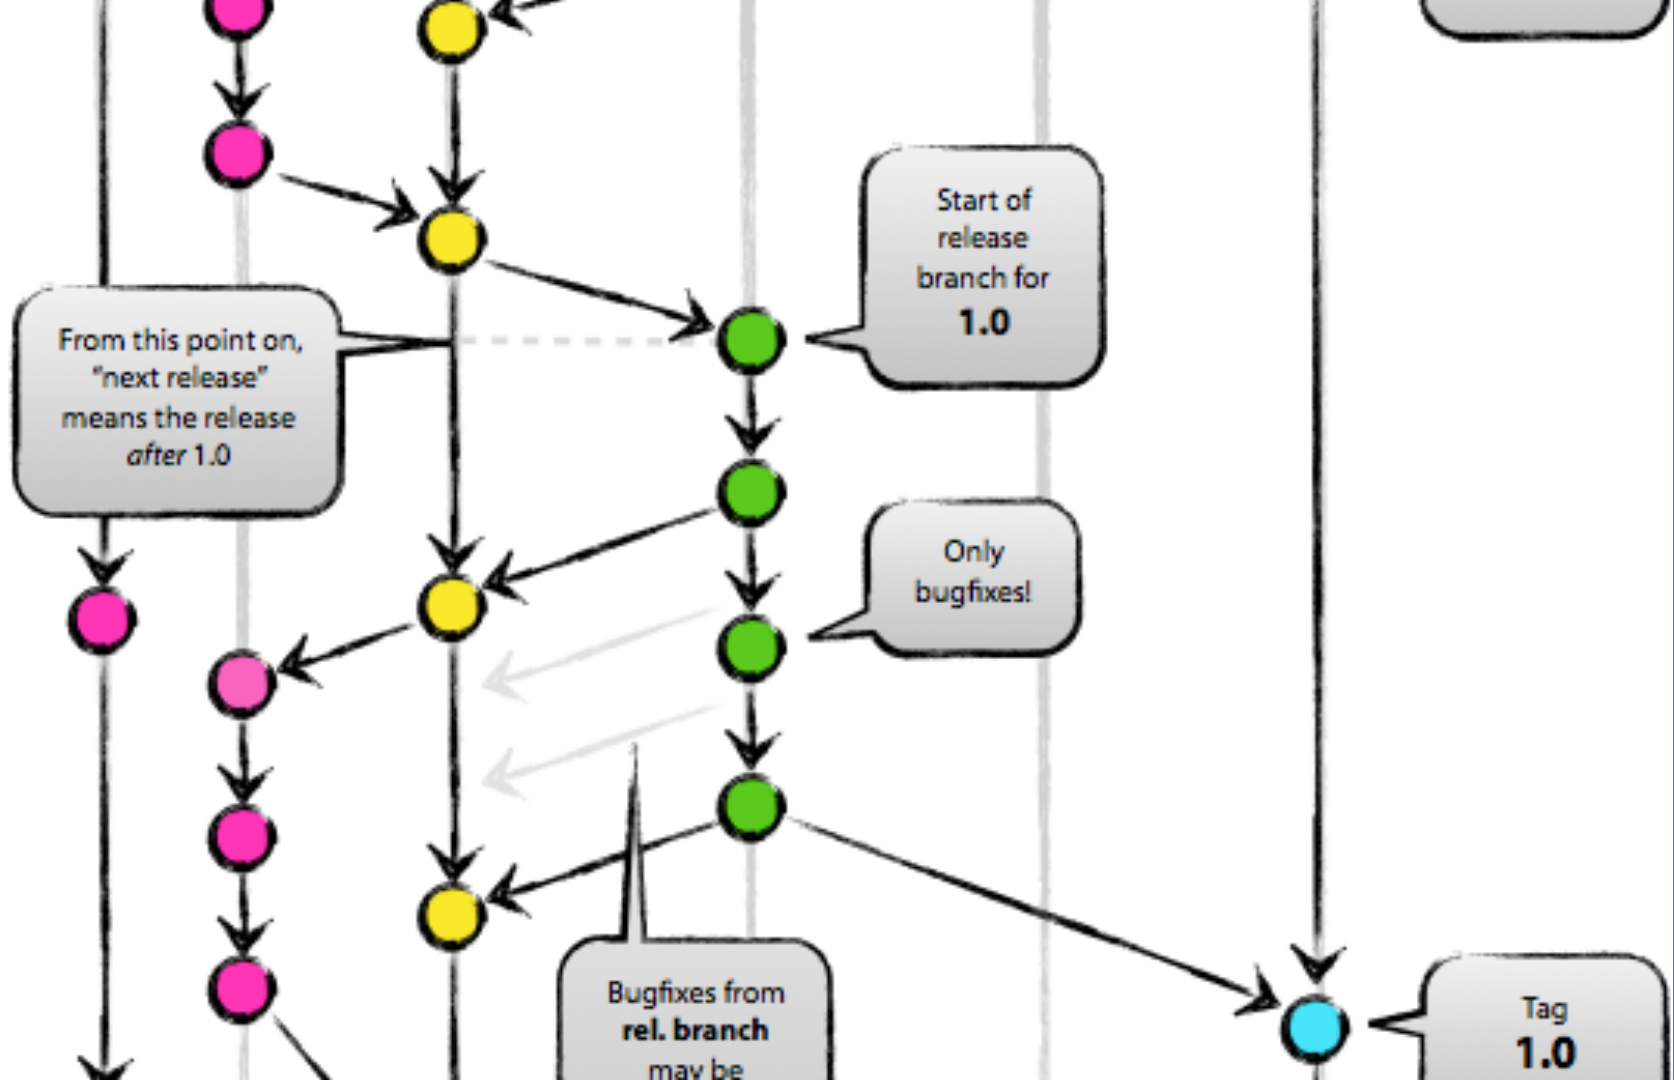 Start of
release
branch for
1.0
From this point on,
“next release”
means the release
after 1.0
Only
bugfixes!
Bugfixes from
rel. branch
may be
Tag
1.0